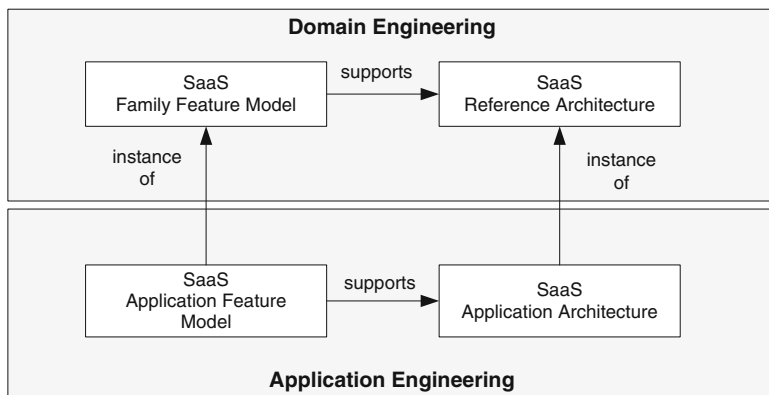 Domain Engineering
SaaS
Family Feature Model
supports
SaaS
Reference Architecture
instance
of
instance
of
SaaS
Application Feature
Model
supports
SaaS
Application Architecture
Application Engineering